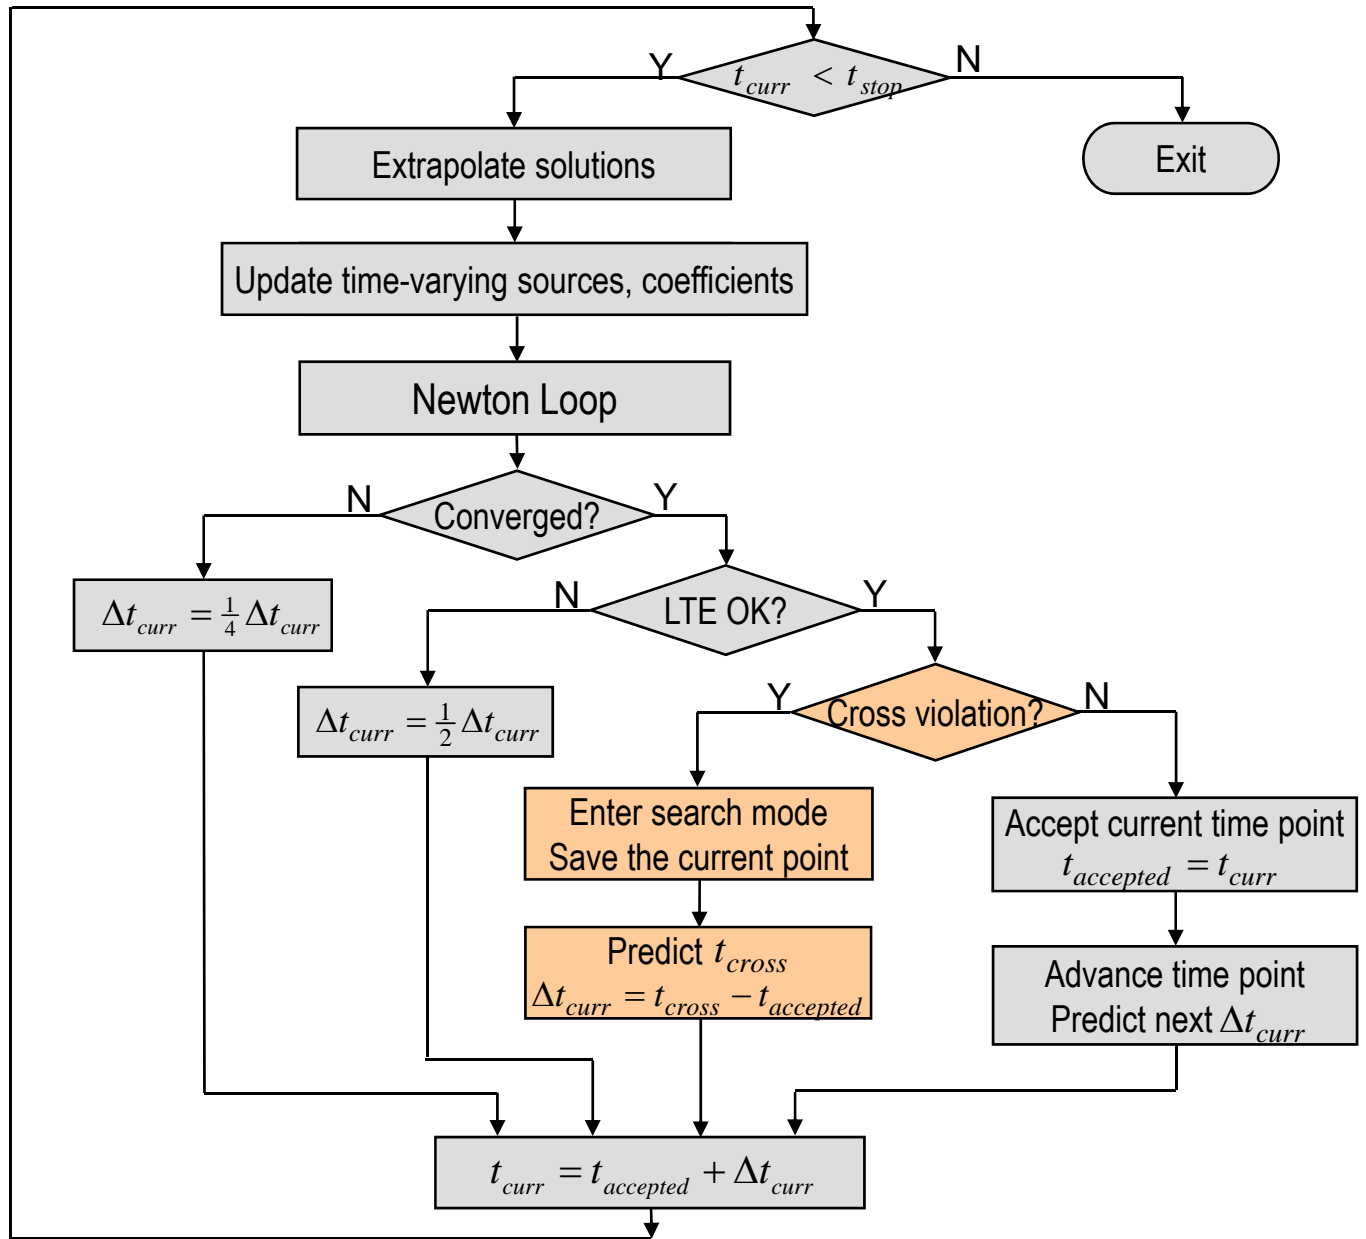 Y
t_curr < t_stop
N
Extrapolate solutions
Exit
Update time-varying sources, coefficients
Newton Loop
N
Converged?
Y
Δt_curr = 1/4 Δt_curr
N
LTE OK?
Y
Δt_curr = 1/2 Δt_curr
Y
Cross violation?
N
Enter search mode
Save the current point
Accept current time point
t_accepted = t_curr
Predict t_cross
Δt_curr = t_cross − t_accepted
Advance time point
Predict next Δt_curr
t_curr = t_accepted + Δt_curr